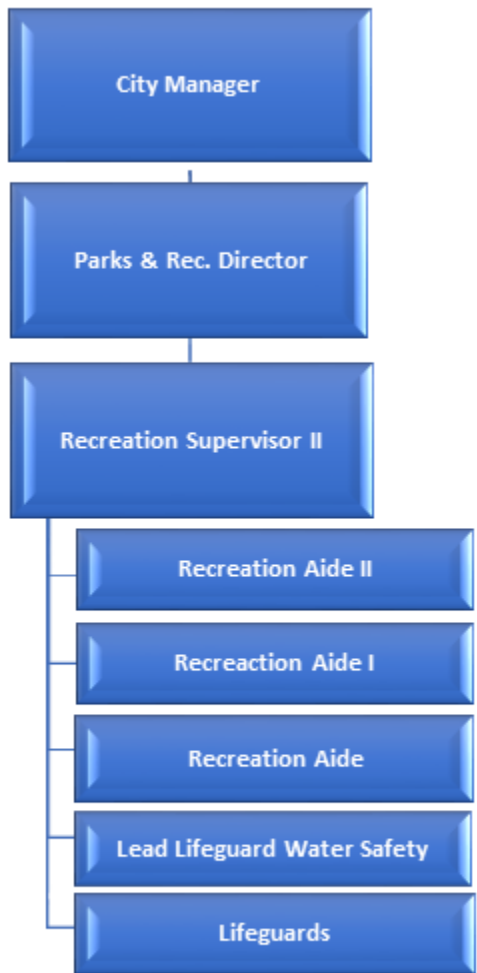 City Manager
Parks & Rec. Director
Recreation Supervisor II
Recreation Aide II
Recreaction Aide I
Recreation Aide
Lead Lifeguard Water Safety
Lifeguards